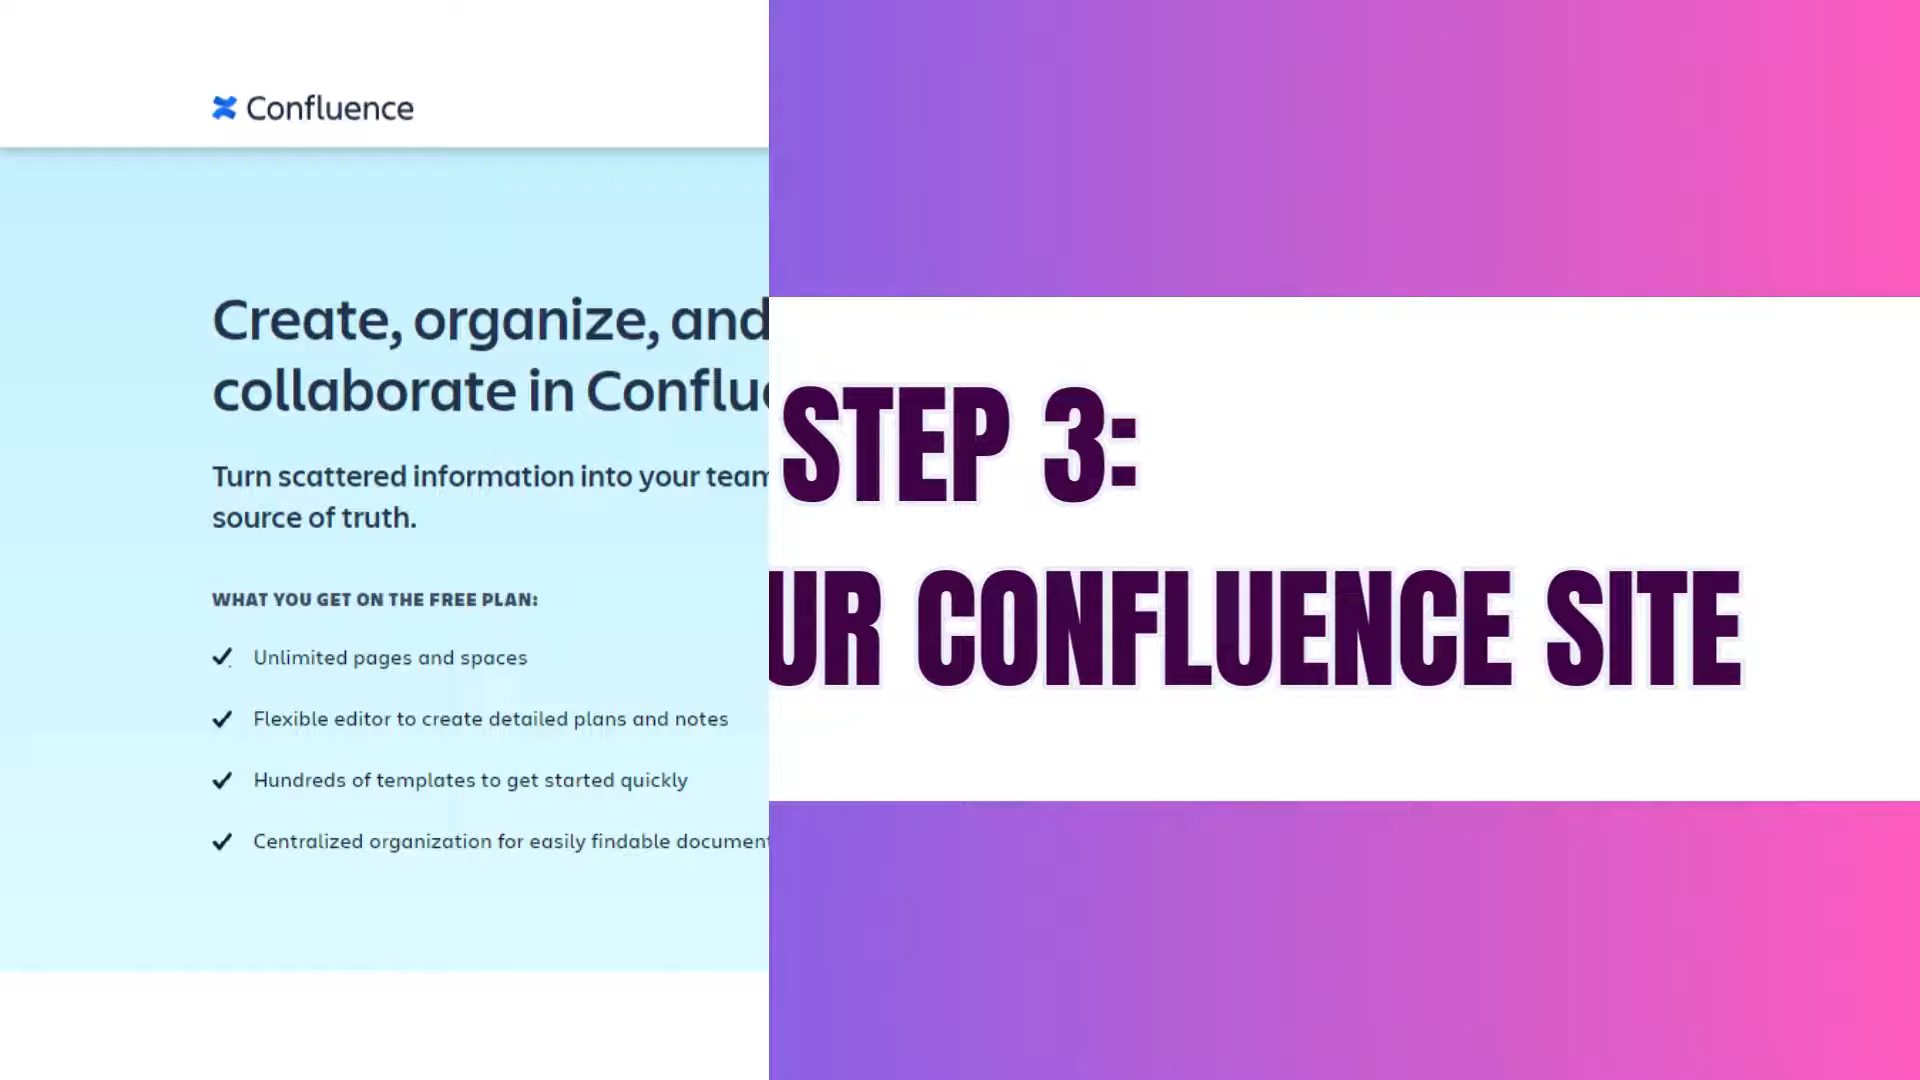 Confluence
Create, organize, and
collaborate in Conflu
Turn scattered information into your team
source of truth.
WHAT YOU GET ON THE FREE PLAN:
Unlimited pages and spaces
Flexible editor to create detailed plans and notes
Hundreds of templates to get started quickly
Centralized organization for easily findable document
STEP 3:
UR CONFLUENCE SITE